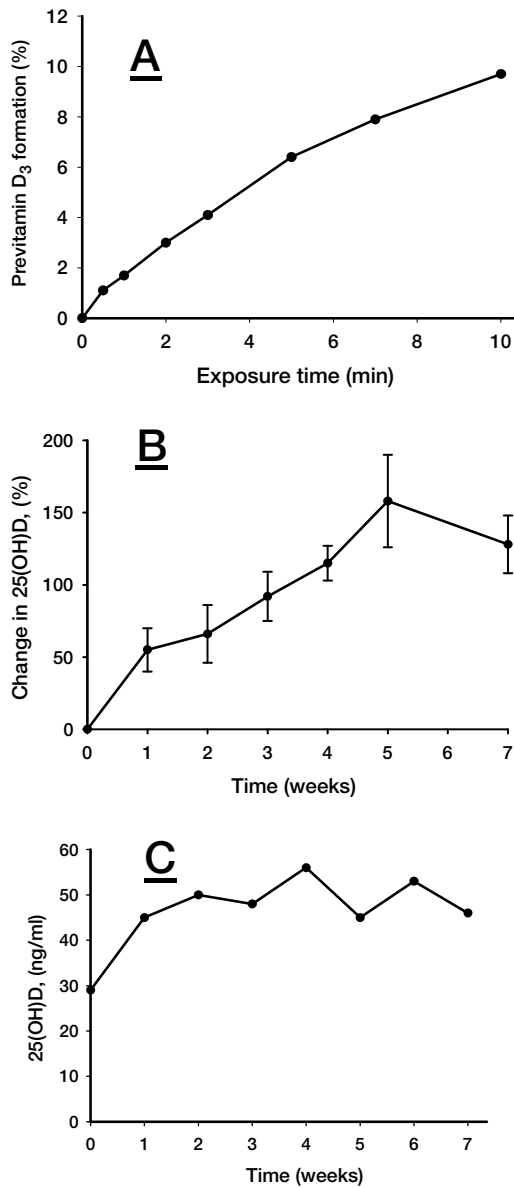 A
Previtamin D3 formation (%)
12
10
8
6
4
2
0
0 2 4 6 8 10
Exposure time (min)
B
Change in 25(OH)D, (%)
200
150
100
50
0
0 1 2 3 4 5 6 7
Time (weeks)
C
25(OH)D, (ng/ml)
60
50
40
30
20
10
0
0 1 2 3 4 5 6 7
Time (weeks)